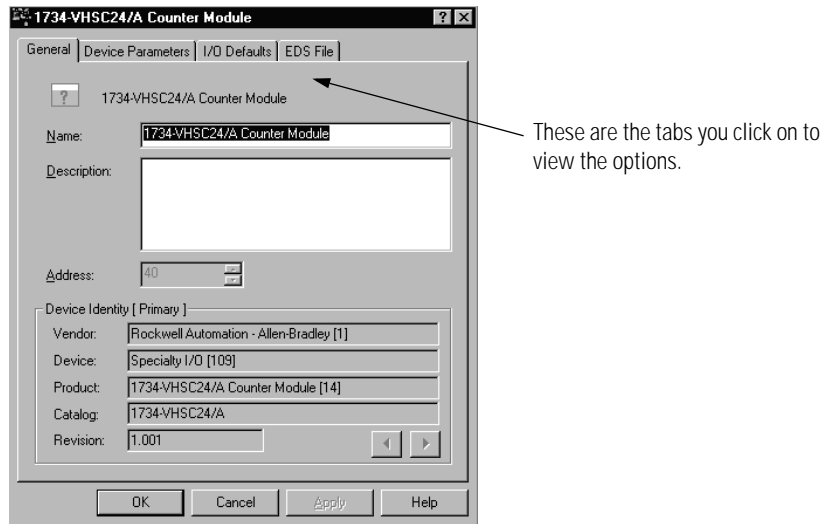 1734-VHSC24/A Counter Module
General Device Parameters I/O Defaults EDS File
1734-VHSC24/A Counter Module
Name: 1734-VHSC24/A Counter Module
Description:
Address: 40
Device Identity [ Primary ]
Vendor: Rockwell Automation - Allen-Bradley [1]
Device: Specialty I/O [109]
Product: 1734-VHSC24/A Counter Module [14]
Catalog: 1734-VHSC24/A
Revision: 1.001
OK Cancel Apply Help
These are the tabs you click on to
view the options.